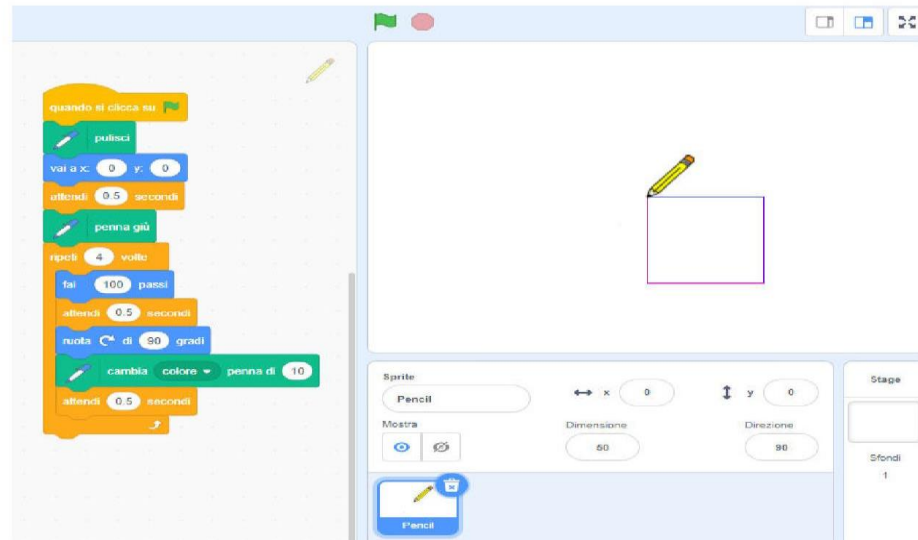 quando si clicca su
pulisci
vai a x: 0 y: 0
attendi 0.5 secondi
penna giù
ripeti 4 volte
fai 100 passi
attendi 0.5 secondi
ruota di 90 gradi
cambia colore penna di 10
attendi 0.5 secondi
Sprite
Pencil
x 0
y 0
Mostra
Dimensione
60
Direzione
90
Pencil
Stage
Sfondi
1